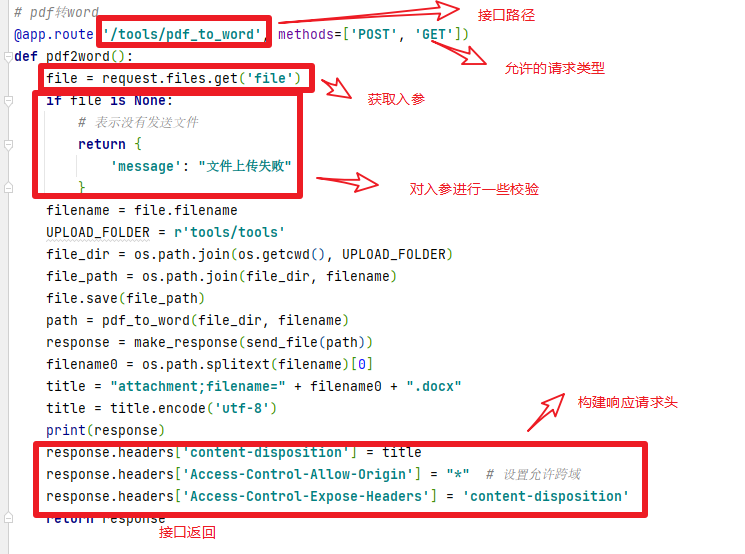 # pdf转word
接口路径
@app.route('/tools/pdf_to_word', methods=['POST', 'GET'])
def pdf2word():
允许的请求类型
file = request.files.get('file')
获取入参
if file is None:
# 表示没有发送文件
return {
'message': "文件上传失败"
}
对入参进行一些校验
filename = file.filename
UPLOAD_FOLDER = r'tools/tools'
file_dir = os.path.join(os.getcwd(), UPLOAD_FOLDER)
file_path = os.path.join(file_dir, filename)
file.save(file_path)
path = pdf_to_word(file_dir, filename)
response = make_response(send_file(path))
filename0 = os.path.splitext(filename)[0]
title = "attachment;filename=" + filename0 + ".docx"
构建响应请求头
title = title.encode('utf-8')
print(response)
response.headers['content-disposition'] = title
response.headers['Access-Control-Allow-Origin'] = "*"  # 设置允许跨域
response.headers['Access-Control-Expose-Headers'] = 'content-disposition'
return response
接口返回